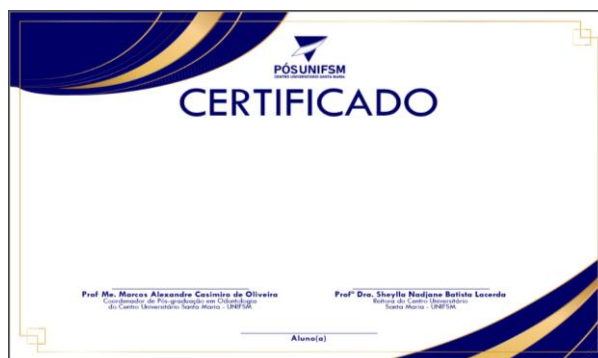 PÓSUNIFSM
CENTRO UNIVERSITÁRIO SANTA MARIA
CERTIFICADO
Prof Me. Marcos Alexandre Casimiro de Oliveira
Coordenador de Pós-graduação em Odontologia
do Centro Universitário Santa Maria - UNIFSM
Profª Dra. Sheylla Nadjane Batista Lacerda
Reitora do Centro Universitário
Santa Maria - UNIFSM
Aluno(a)